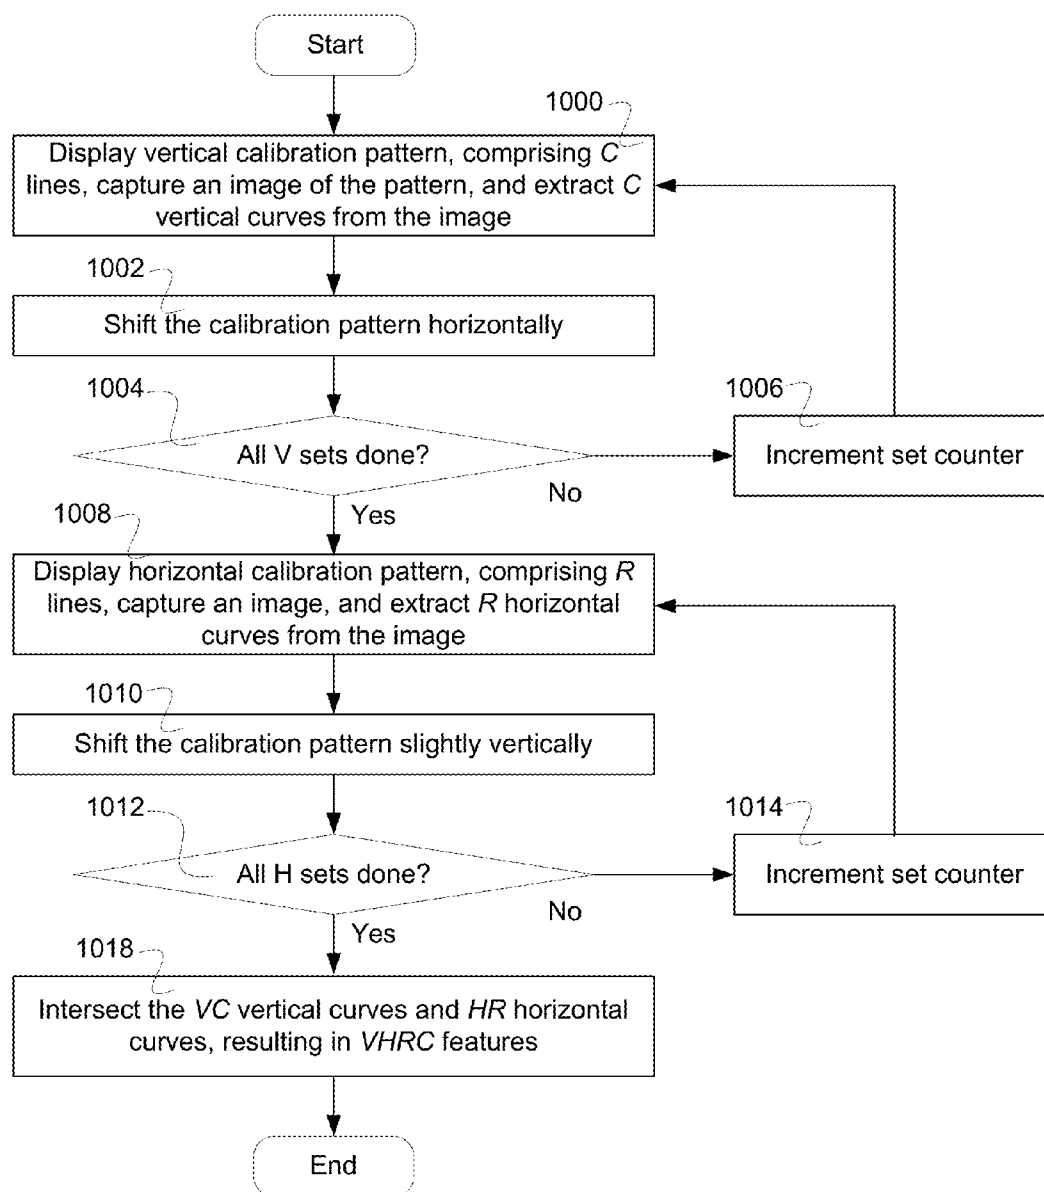 Start
1000
Display vertical calibration pattern, comprising C
lines, capture an image of the pattern, and extract C
vertical curves from the image
1002
Shift the calibration pattern horizontally
1004
All V sets done?
No
1006
Increment set counter
Yes
1008
Display horizontal calibration pattern, comprising R
lines, capture an image, and extract R horizontal
curves from the image
1010
Shift the calibration pattern slightly vertically
1012
All H sets done?
No
1014
Increment set counter
Yes
1018
Intersect the VC vertical curves and HR horizontal
curves, resulting in VHRC features
End